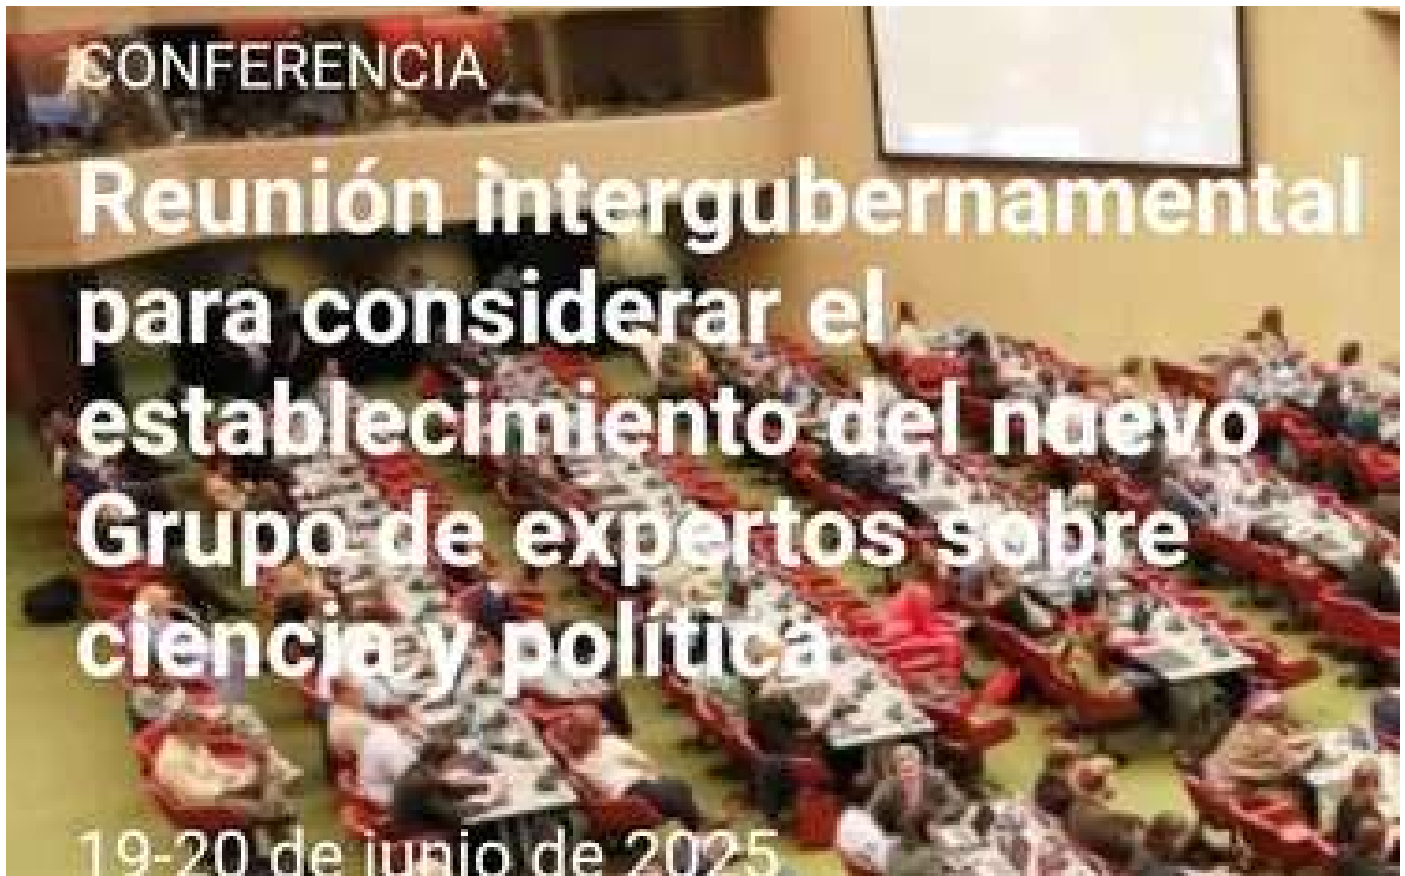 CONFERENCIA
Reunión intergubernamental
para considerar el
establecimiento del nuevo
Grupo de expertos sobre
ciencia y política
19-20 de junio de 2025